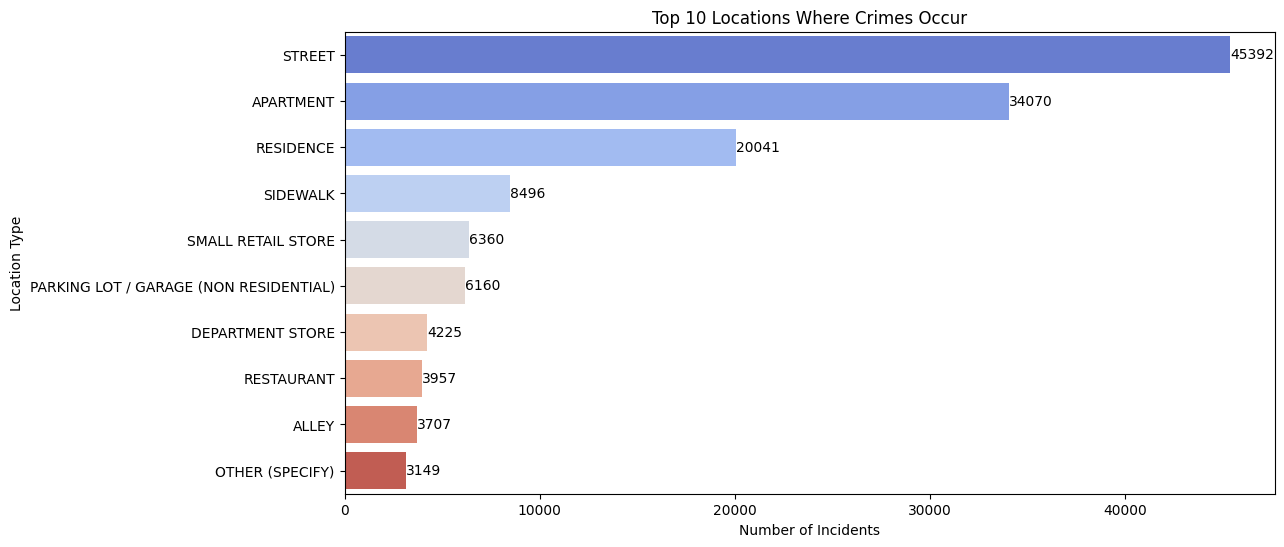 Top 10 Locations Where Crimes Occur
Location Type
STREET 45392
APARTMENT 34070
RESIDENCE 20041
SIDEWALK 8496
SMALL RETAIL STORE 6360
PARKING LOT / GARAGE (NON RESIDENTIAL) 6160
DEPARTMENT STORE 4225
RESTAURANT 3957
ALLEY 3707
OTHER (SPECIFY) 3149
0 10000 20000 30000 40000
Number of Incidents